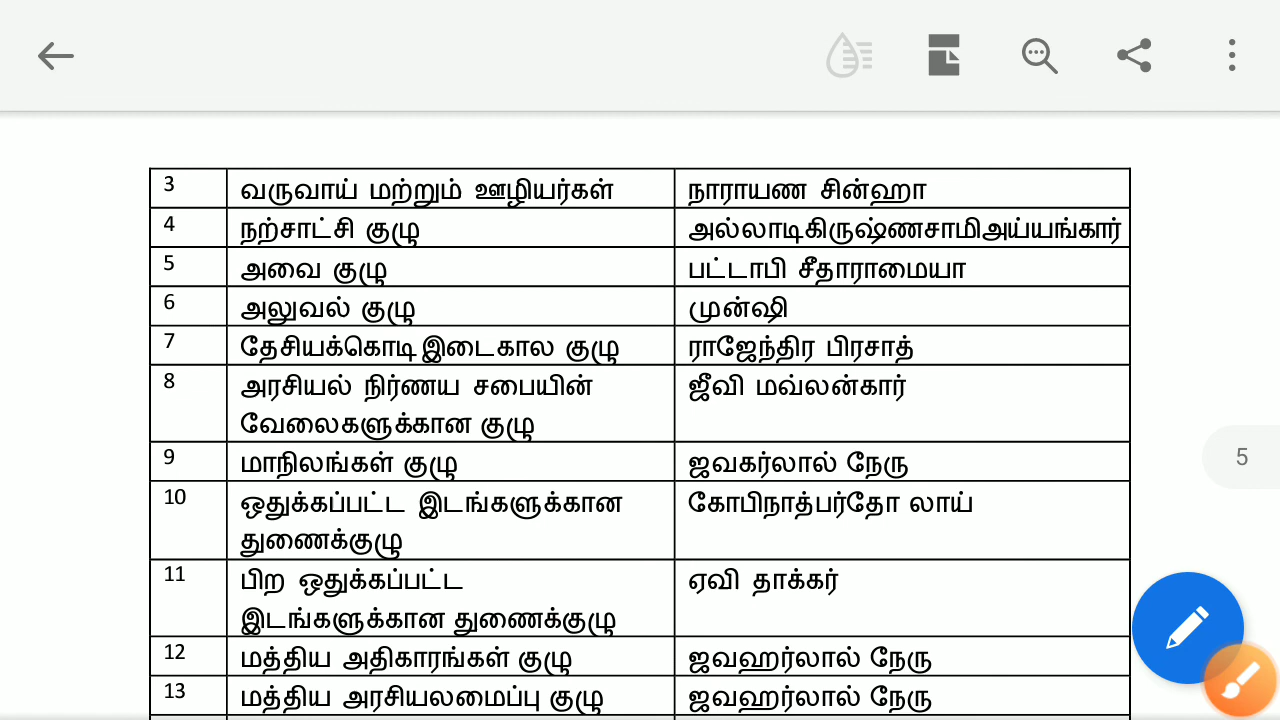 3 வருவாய் மற்றும் ஊழியர்கள் நாராயண சின்ஹா
4 நற்சாட்சி குழு அல்லாடிகிருஷ்ணசாமிஅய்யங்கார்
5 அவை குழு பட்டாபி சீதாராமையா
6 அலுவல் குழு முன்ஷி
7 தேசியக்கொடி இடைகால குழு ராஜேந்திர பிரசாத்
8 அரசியல் நிர்ணய சபையின் ஜீவி மவ்லன்கார்
வேலைகளுக்கான குழு
9 மாநிலங்கள் குழு ஜவகர்லால் நேரு
10 ஒதுக்கப்பட்ட இடங்களுக்கான கோபிநாத்பர்தோ லாய்
துணைக்குழு
11 பிற ஒதுக்கப்பட்ட ஏவி தாக்கர்
இடங்களுக்கான துணைக்குழு
12 மத்திய அதிகாரங்கள் குழு ஜவஹர்லால் நேரு
13 மத்திய அரசியலமைப்பு குழு ஜவஹர்லால் நேரு
5